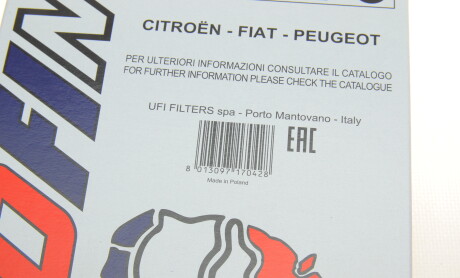 CITROËN - FIAT - PEUGEOT
PER ULTERIORI INFORMAZIONI CONSULTARE IL CATALOGO
FOR FURTHER INFORMATION PLEASE CHECK THE CATALOGUE
UFI FILTERS spa - Porto Mantovano - Italy
EAC
8 013097 170428
Made in Poland
OFIN